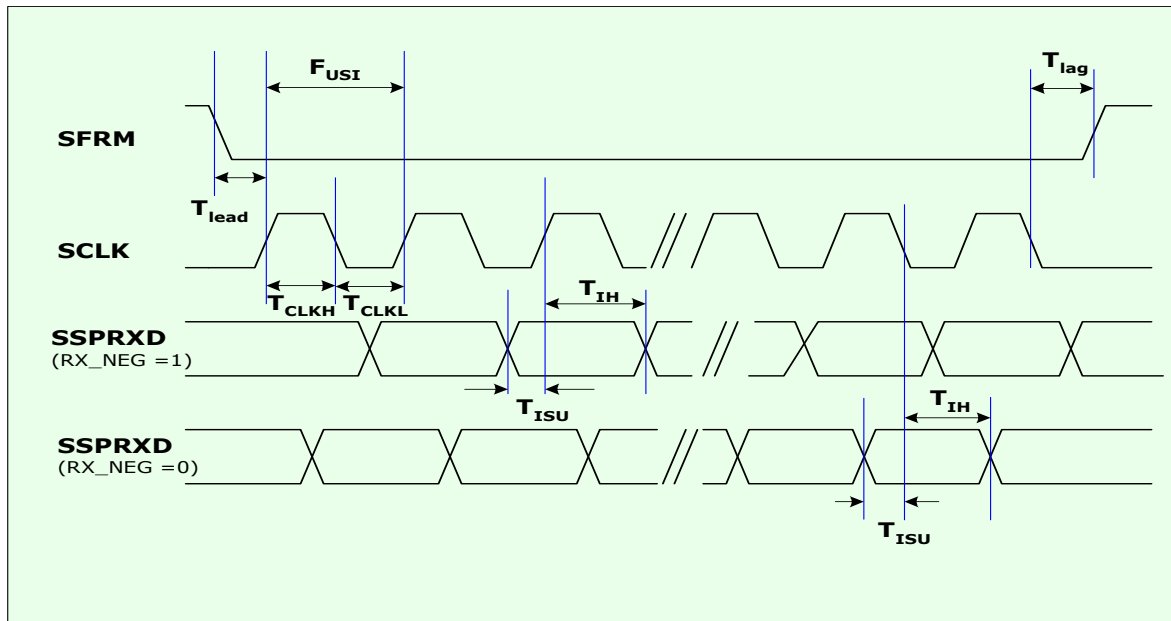 F_USI
T_lag
SFRM
T_lead
SCLK
T_CLKH
T_CLKL
T_IH
SSPRXD
(RX_NEG =1)
T_ISU
T_IH
SSPRXD
(RX_NEG =0)
T_ISU